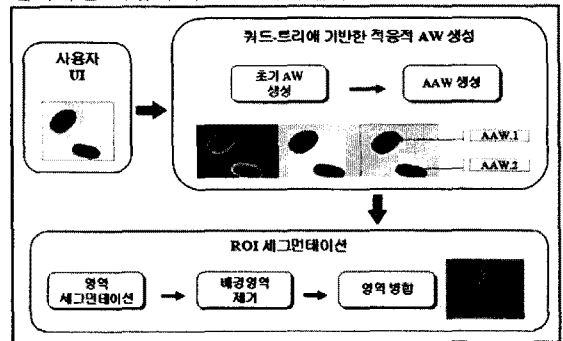 쿼드-트리에 기반한 적응적 AW 생성
사용자
UI
초기 AW
생성
AAW 생성
AAW.1
AAW.2
ROI 세그먼테이션
영역
세그먼테이션
배경영역
제거
영역 병합